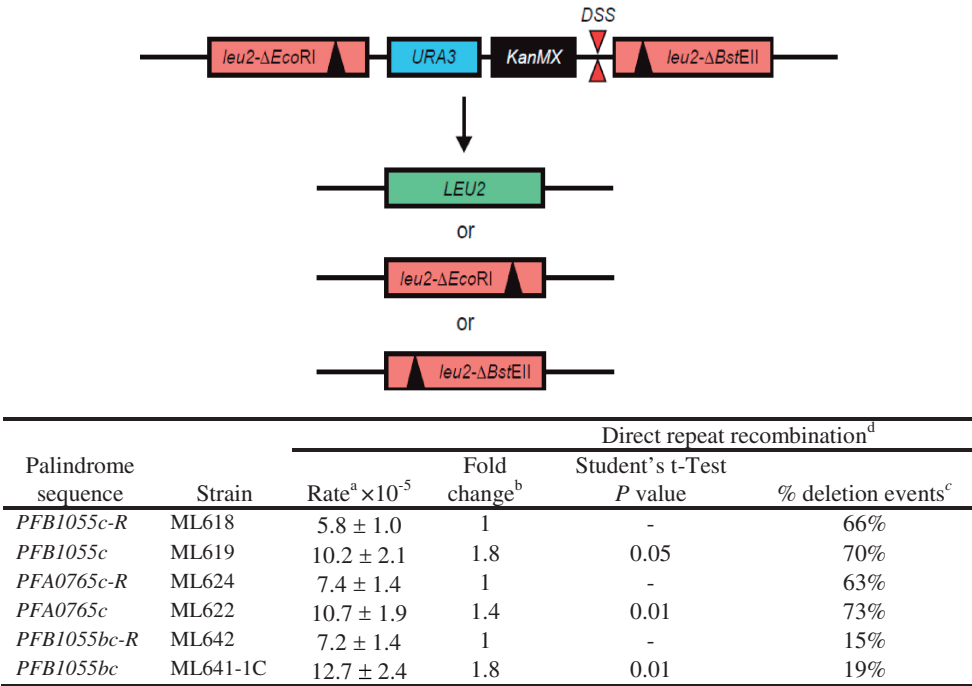 DSS
leu2-ΔEcoRI URA3 KanMX leu2-ΔBstEII
LEU2
or
leu2-ΔEcoRI
or
leu2-ΔBstEII
Direct repeat recombinationᵈ
Palindrome Fold Student's t-Test
sequence Strain Rateᵃ ×10⁻⁵ changeᵇ P value % deletion eventsᶜ
PFB1055c-R ML618 5.8 ± 1.0 1 - 66%
PFB1055c ML619 10.2 ± 2.1 1.8 0.05 70%
PFA0765c-R ML624 7.4 ± 1.4 1 - 63%
PFA0765c ML622 10.7 ± 1.9 1.4 0.01 73%
PFB1055bc-R ML642 7.2 ± 1.4 1 - 15%
PFB1055bc ML641-1C 12.7 ± 2.4 1.8 0.01 19%